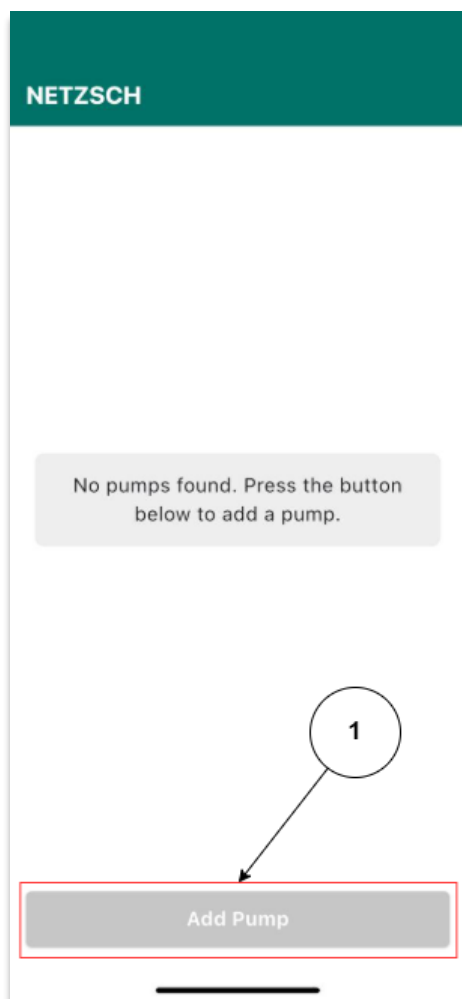 NETZSCH
No pumps found. Press the button
below to add a pump.
1
Add Pump